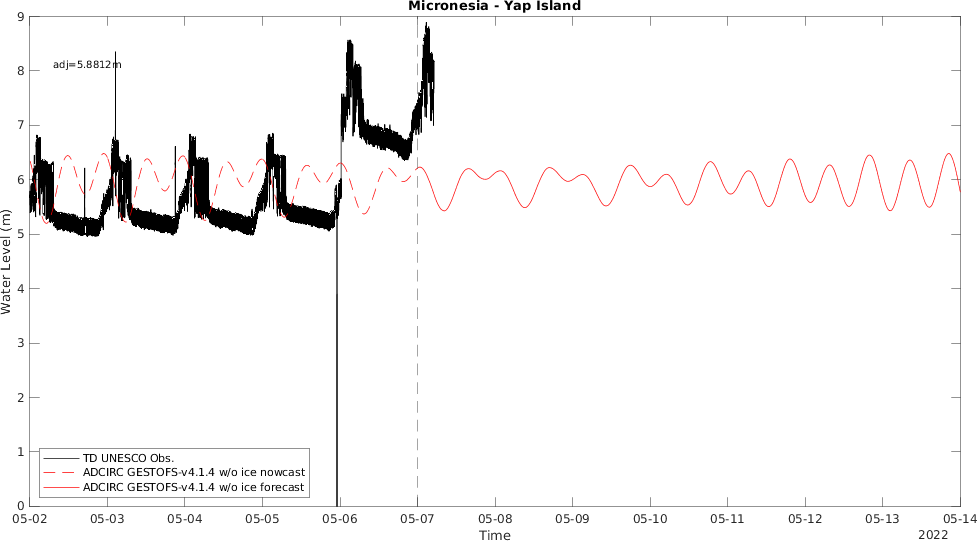 Micronesia - Yap Island
9
8
7
6
5
4
3
2
1
0
Water Level (m)
adj=5.8812m
TD UNESCO Obs.
ADCIRC GESTOFS-v4.1.4 w/o ice nowcast
ADCIRC GESTOFS-v4.1.4 w/o ice forecast
05-02 05-03 05-04 05-05 05-06 05-07 05-08 05-09 05-10 05-11 05-12 05-13 05-14
Time
2022